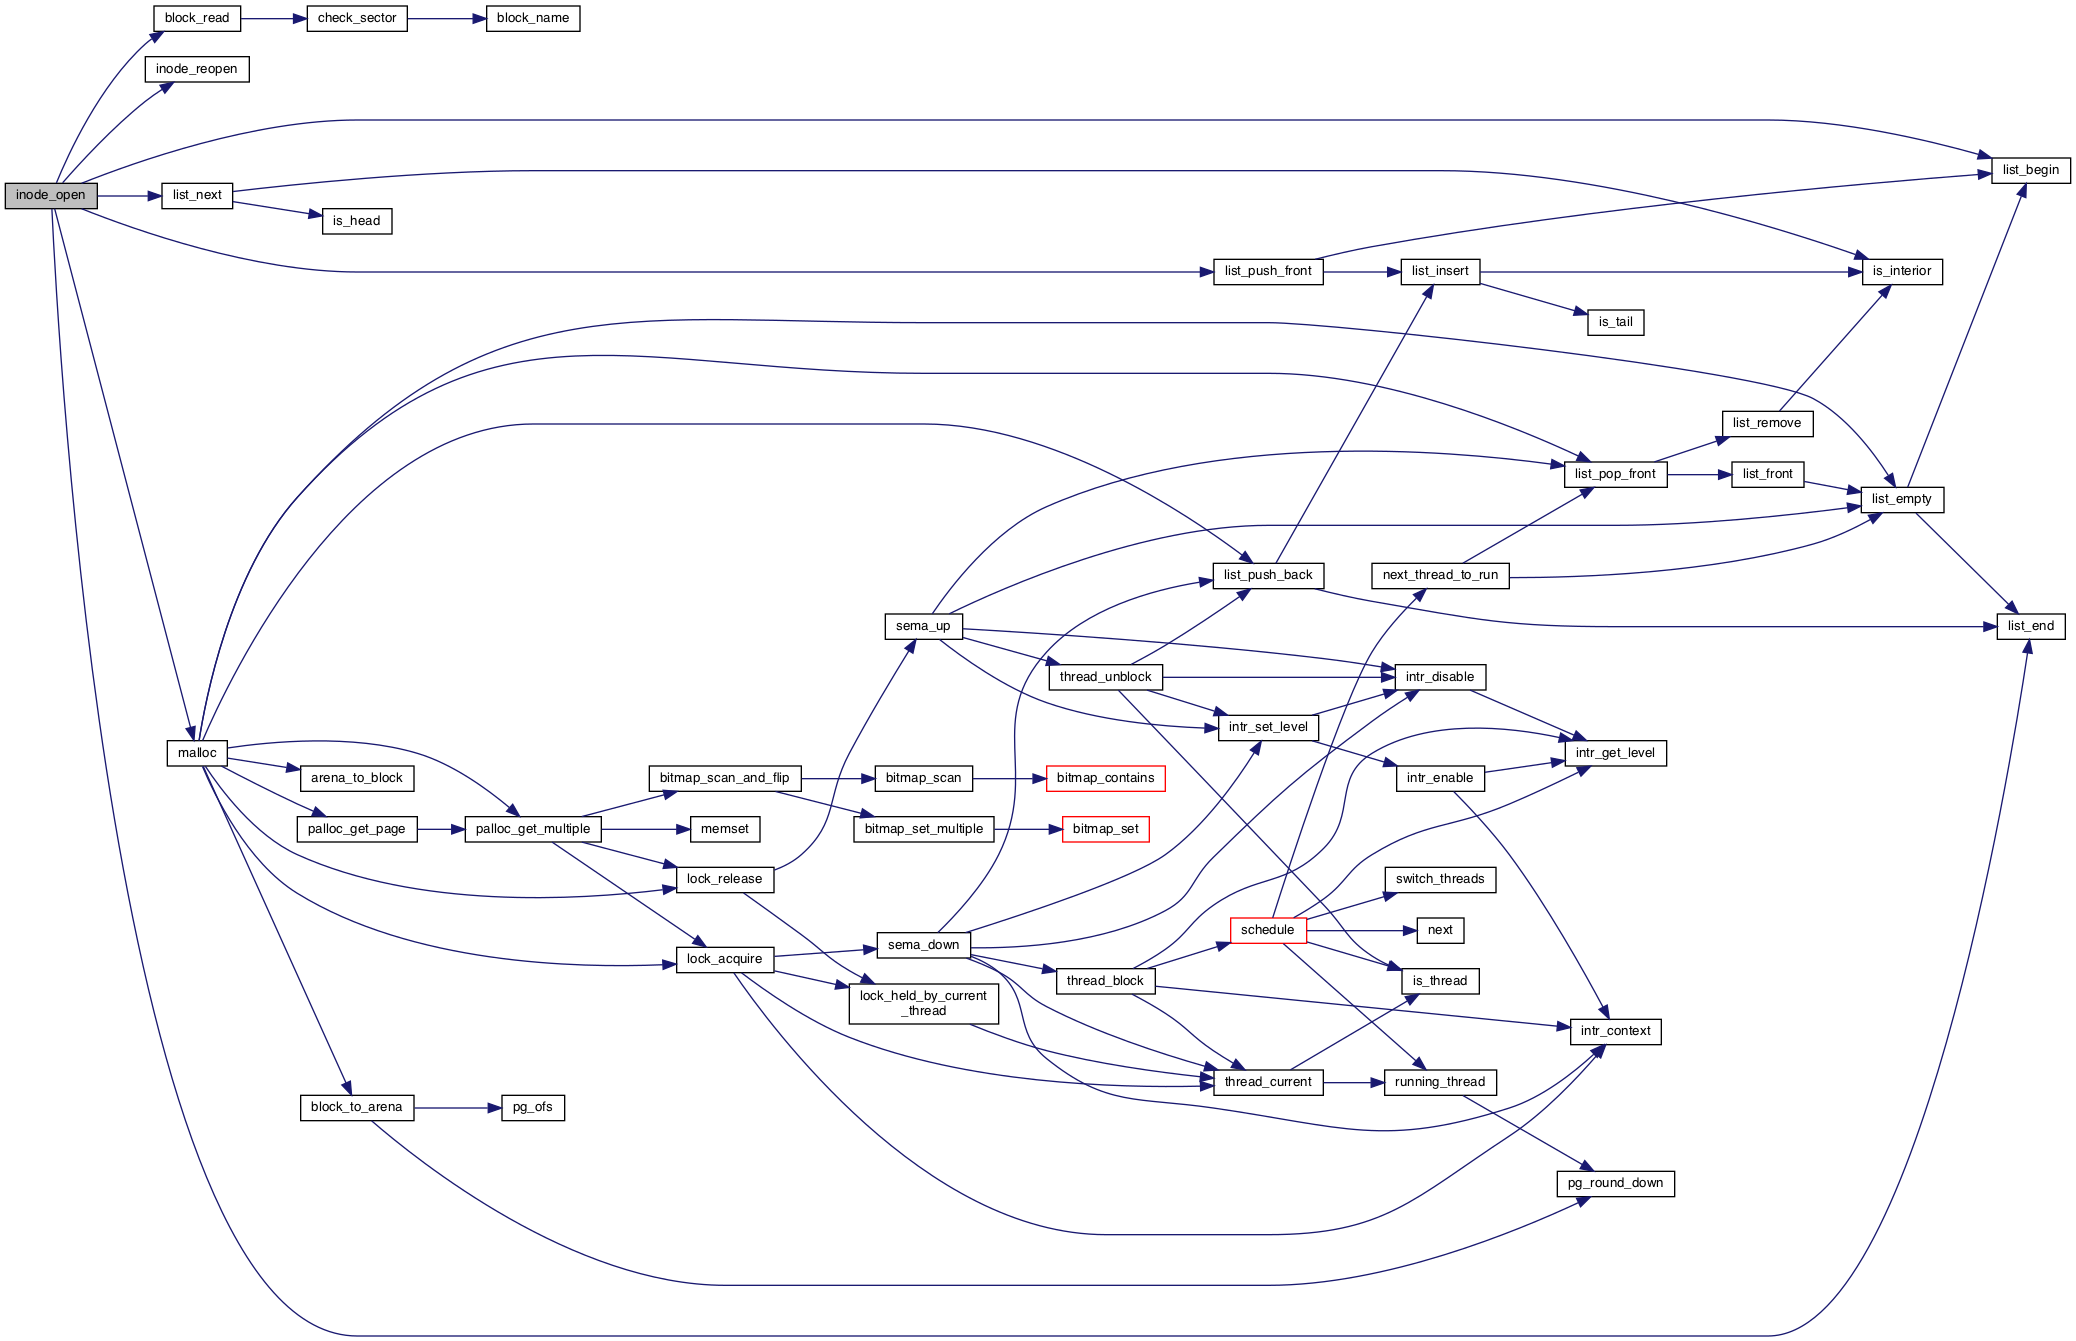 block_read
check_sector
block_name
inode_reopen
list_begin
inode_open
list_next
is_head
list_push_front
list_insert
is_interior
is_tail
list_remove
list_pop_front
list_front
list_empty
list_push_back
next_thread_to_run
sema_up
list_end
thread_unblock
intr_disable
intr_set_level
malloc
intr_get_level
arena_to_block
bitmap_scan_and_flip
bitmap_scan
bitmap_contains
intr_enable
palloc_get_page
palloc_get_multiple
memset
bitmap_set_multiple
bitmap_set
lock_release
switch_threads
schedule
next
sema_down
lock_acquire
thread_block
is_thread
lock_held_by_current
_thread
intr_context
thread_current
running_thread
block_to_arena
pg_ofs
pg_round_down